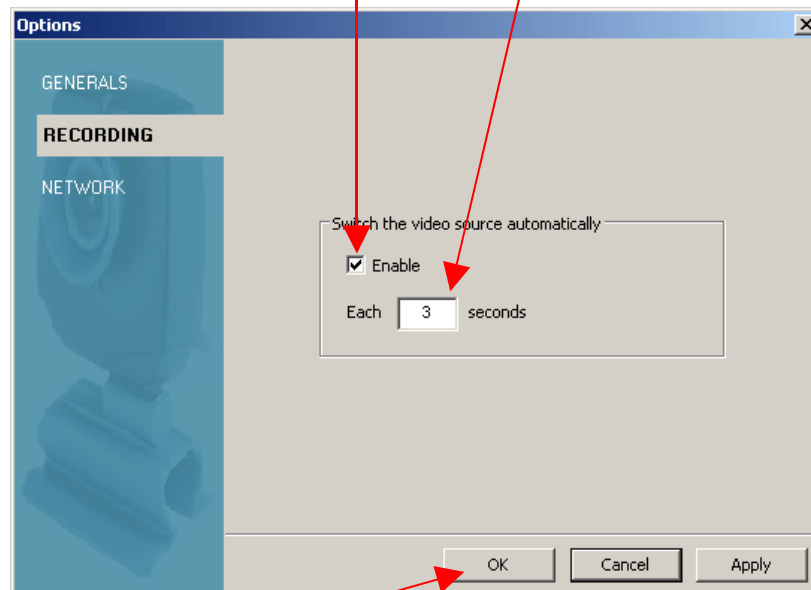 Options
GENERALS
RECORDING
NETWORK
Switch the video source automatically
Enable
Each 3 seconds
OK Cancel Apply